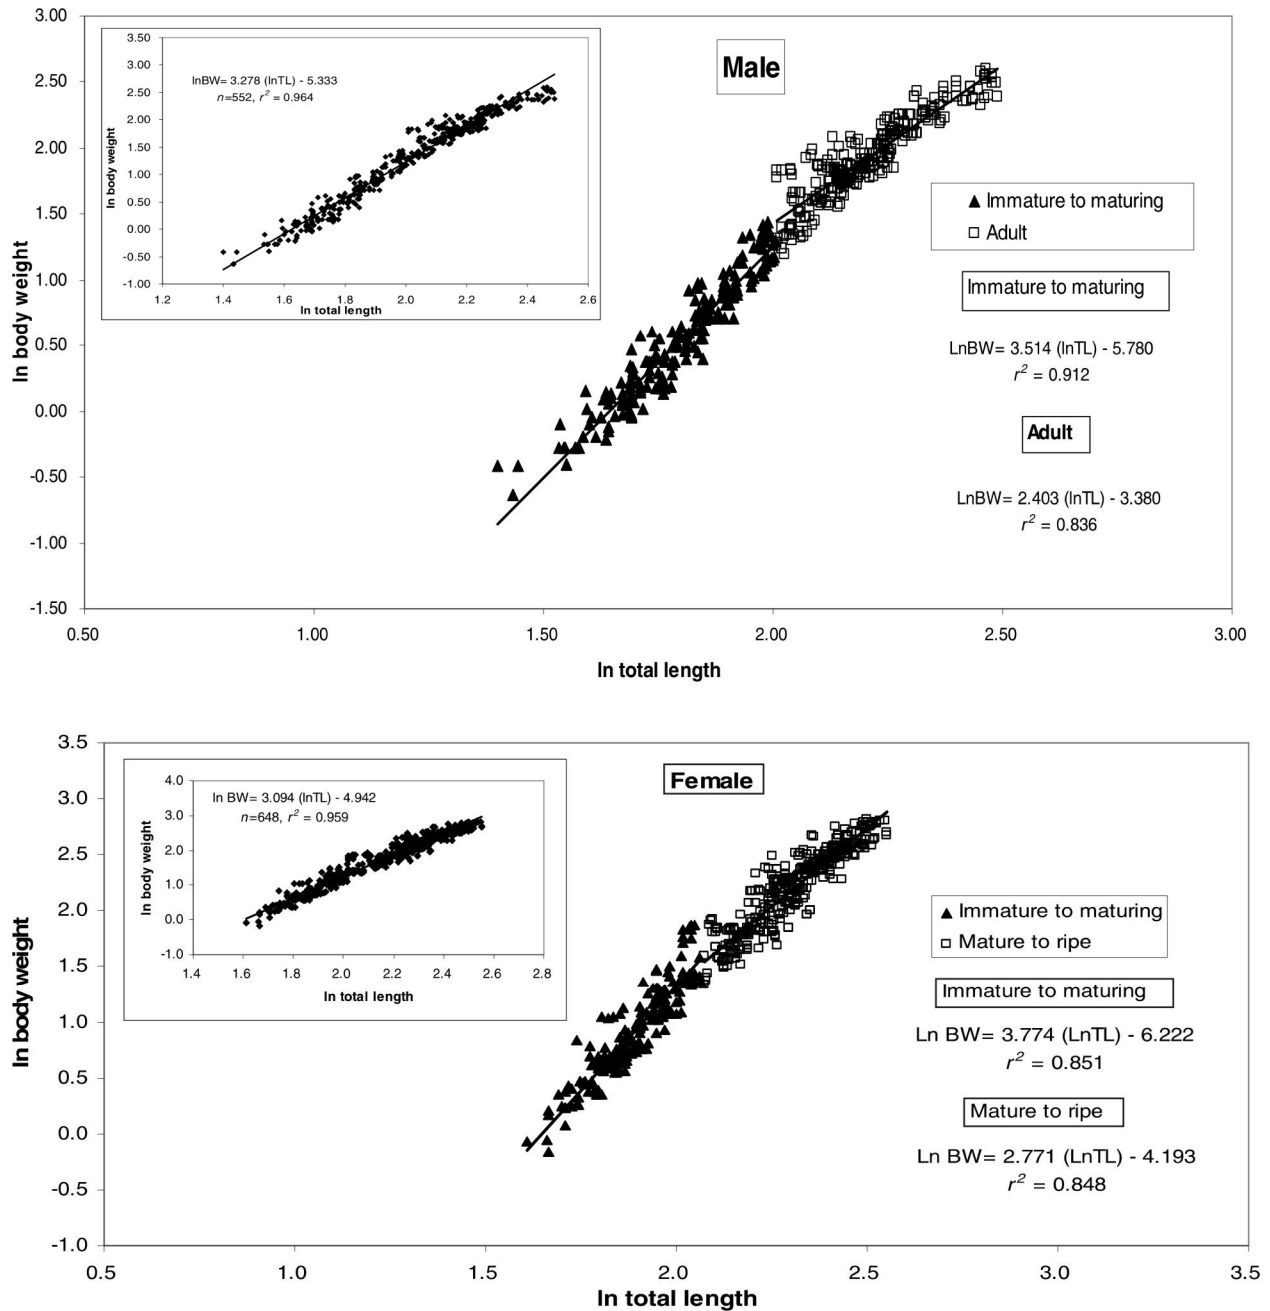 3.00
2.50
2.00
1.50
1.00
0.50
0.00
-0.50
-1.00
-1.50
0.50
1.00
1.50
2.00
2.50
3.00
ln body weight
ln total length
3.50
3.00
2.50
2.00
1.50
1.00
0.50
0.00
-0.50
-1.00
1.2
1.4
1.6
1.8
2.0
2.2
2.4
2.6
ln body weight
ln total length
lnBW= 3.278 (lnTL) - 5.333
n=552, r² = 0.964
Male
Immature to maturing
Adult
Immature to maturing
LnBW= 3.514 (lnTL) - 5.780
r² = 0.912
Adult
LnBW= 2.403 (lnTL) - 3.380
r² = 0.836
3.5
3.0
2.5
2.0
1.5
1.0
0.5
0.0
-0.5
-1.0
0.5
1.0
1.5
2.0
2.5
3.0
3.5
ln body weight
ln total length
4.0
3.0
2.0
1.0
0.0
-1.0
1.4
1.6
1.8
2.0
2.2
2.4
2.6
2.8
ln body weight
ln total length
ln BW= 3.094 (lnTL) - 4.942
n=648, r² = 0.959
Female
Immature to maturing
Mature to ripe
Immature to maturing
Ln BW= 3.774 (LnTL) - 6.222
r² = 0.851
Mature to ripe
Ln BW= 2.771 (LnTL) - 4.193
r² = 0.848